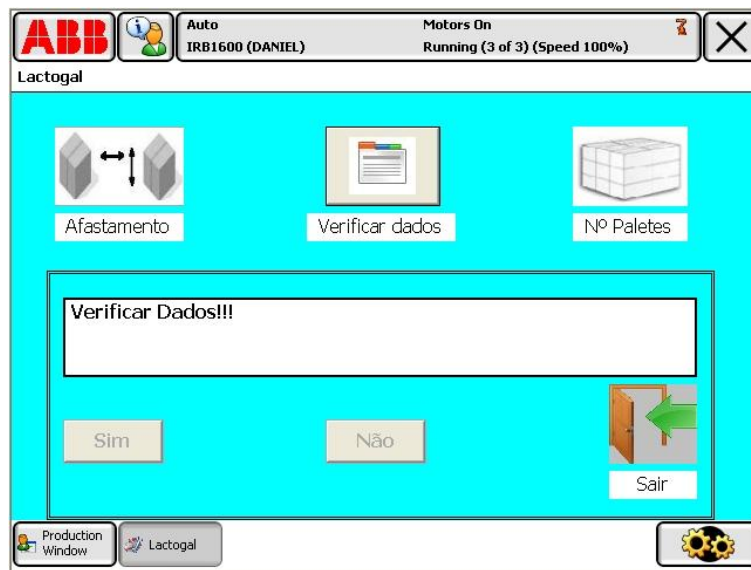 ABB
Auto
IRB1600 (DANIEL)
Motors On
Running (3 of 3) (Speed 100%)
Lactogal
Afastamento
Verificar dados
Nº Paletes
Verificar Dados!!!
Sim
Não
Sair
Production
Window
Lactogal